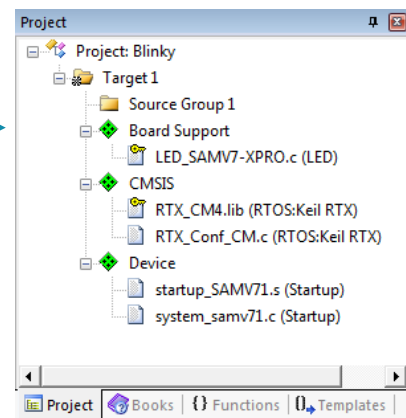 Project
Project: Blinky
Target 1
Source Group 1
Board Support
LED_SAMV7-XPRO.c (LED)
CMSIS
RTX_CM4.lib (RTOS:Keil RTX)
RTX_Conf_CM.c (RTOS:Keil RTX)
Device
startup_SAMV71.s (Startup)
system_samv71.c (Startup)
Project Books {} Functions 0 Templates